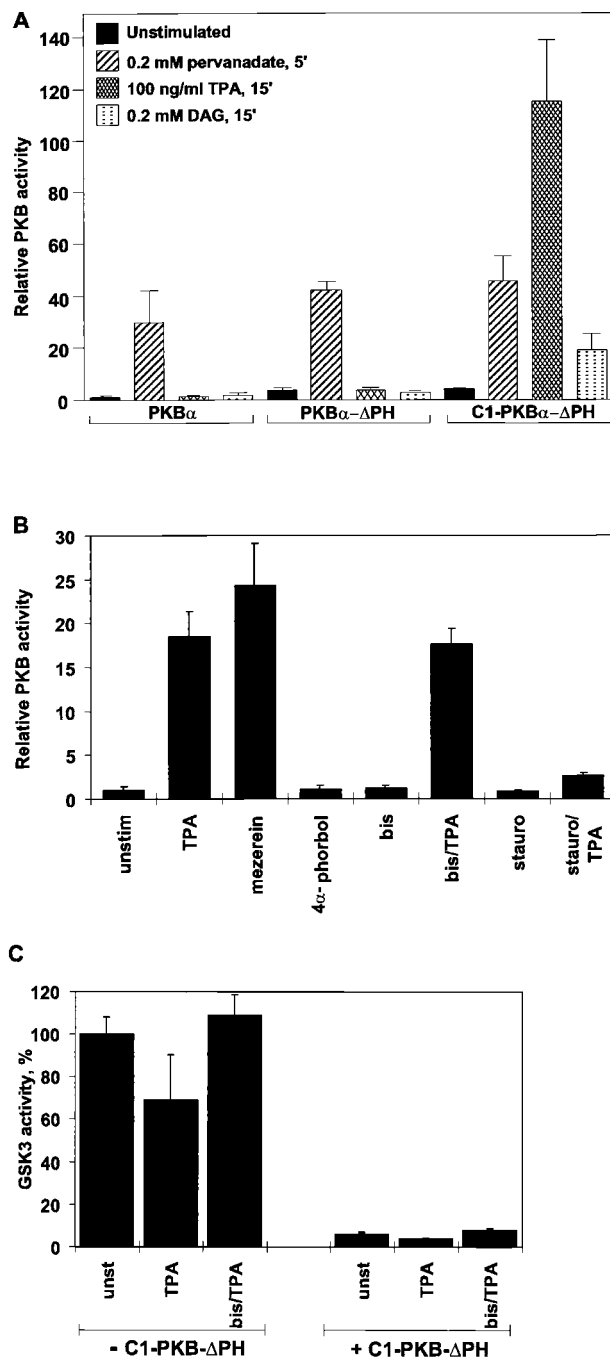 A
Relative PKB activity
140
120
100
80
60
40
20
0
Unstimulated
0.2 mM pervanadate, 5′
100 ng/ml TPA, 15′
0.2 mM DAG, 15′
PKBα
PKBα–ΔPH
C1-PKBα–ΔPH
B
Relative PKB activity
30
25
20
15
10
5
0
unstim
TPA
mezerein
4α- phorbol
bis
bis/TPA
stauro
stauro/
TPA
C
GSK3 activity, %
120
100
80
60
40
20
0
unst
TPA
bis/TPA
unst
TPA
bis/TPA
- C1-PKB-ΔPH
+ C1-PKB-ΔPH